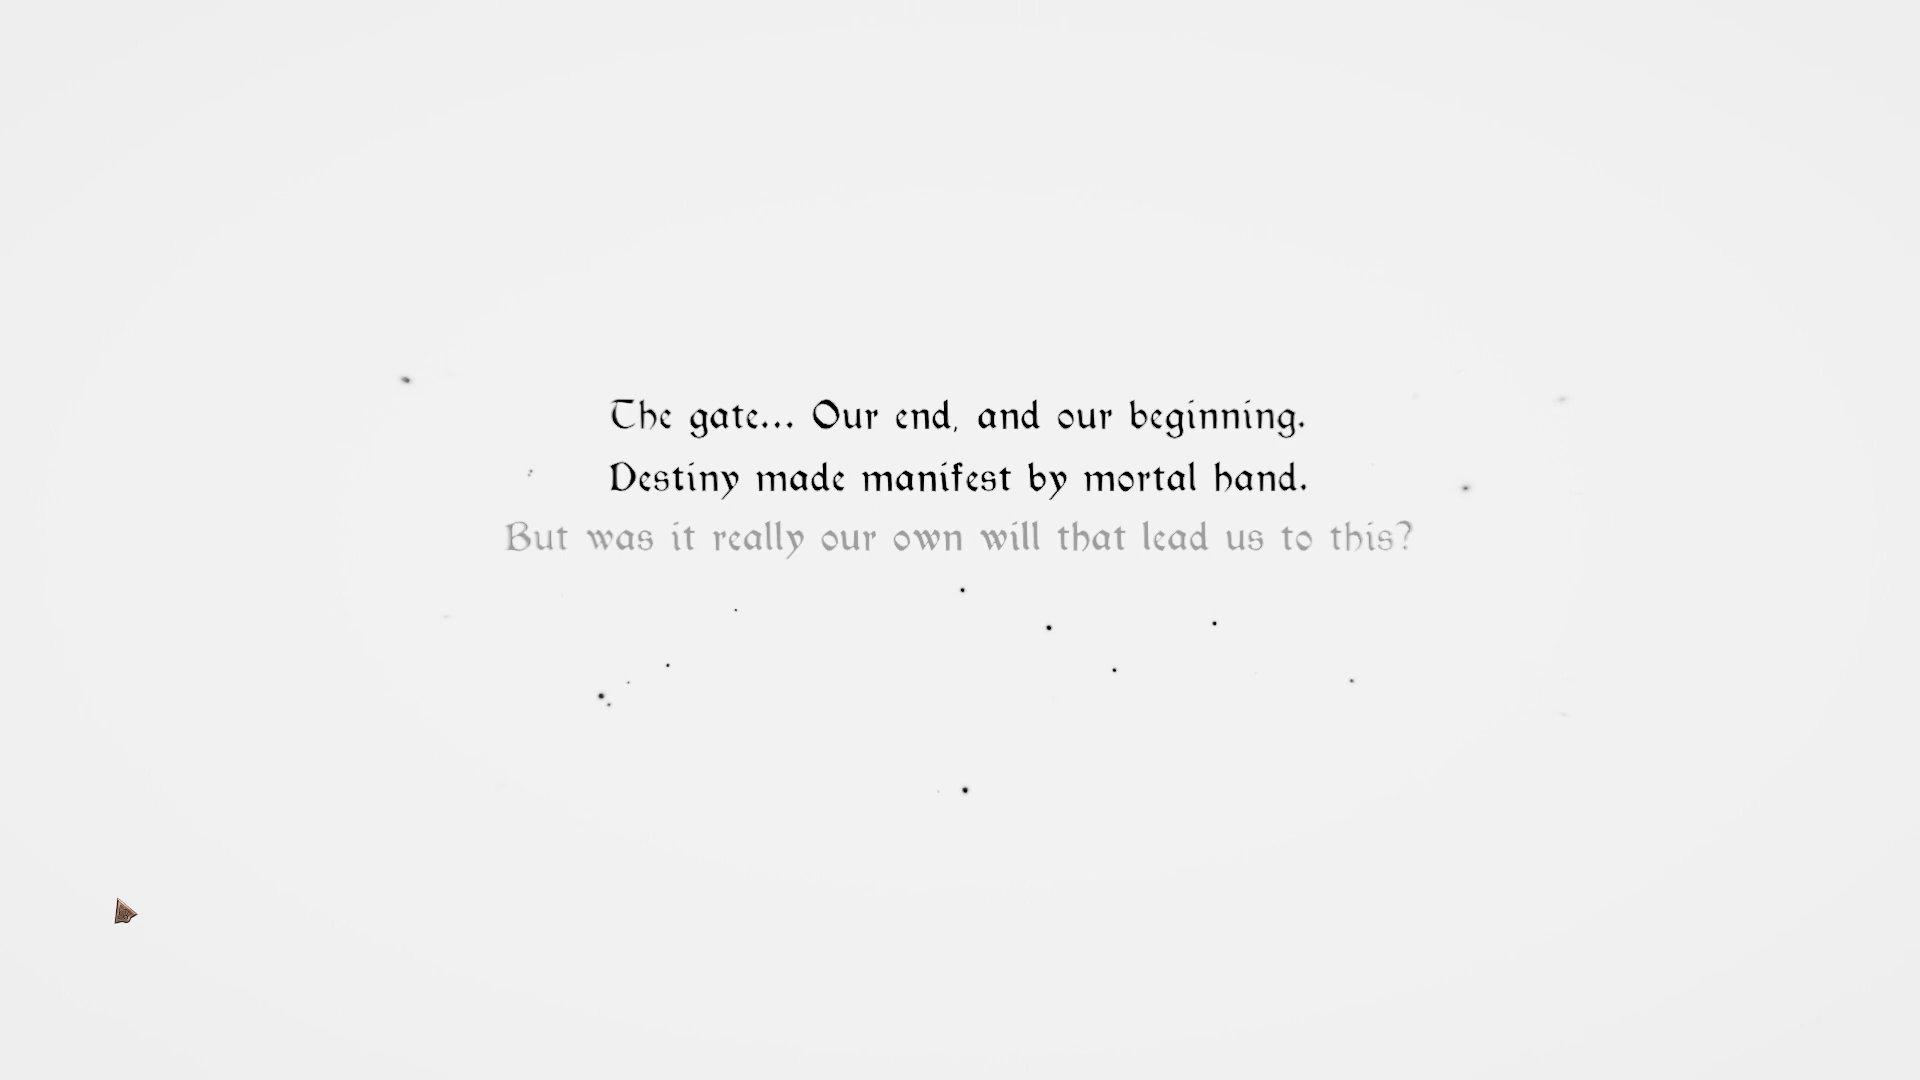 The gate... Our end, and our beginning.
Destiny made manifest by mortal hand.
But was it really our own will that lead us to this?